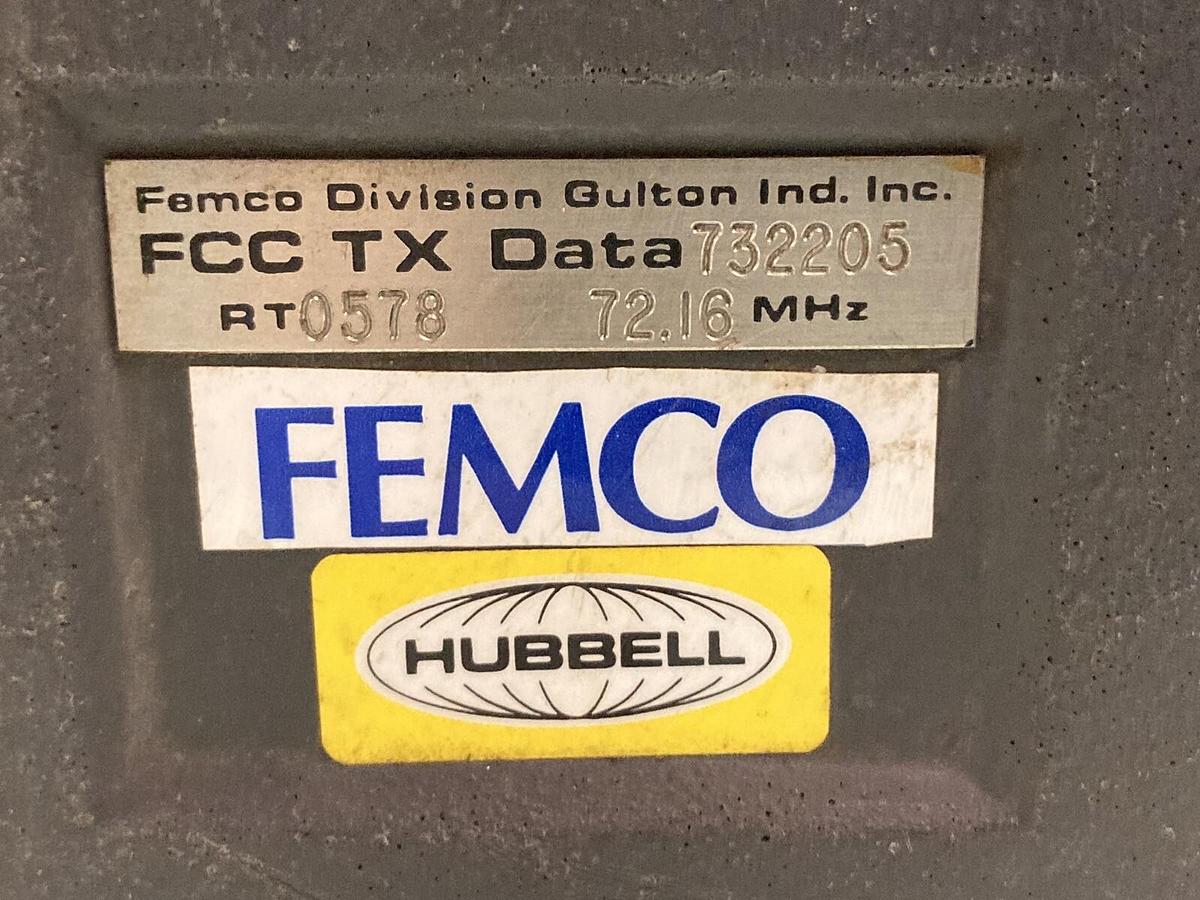 Femco Division Gulton Ind. Inc.
FCC TX Data 732205
RT 0578 72.16 MHz
FEMCO
HUBBELL